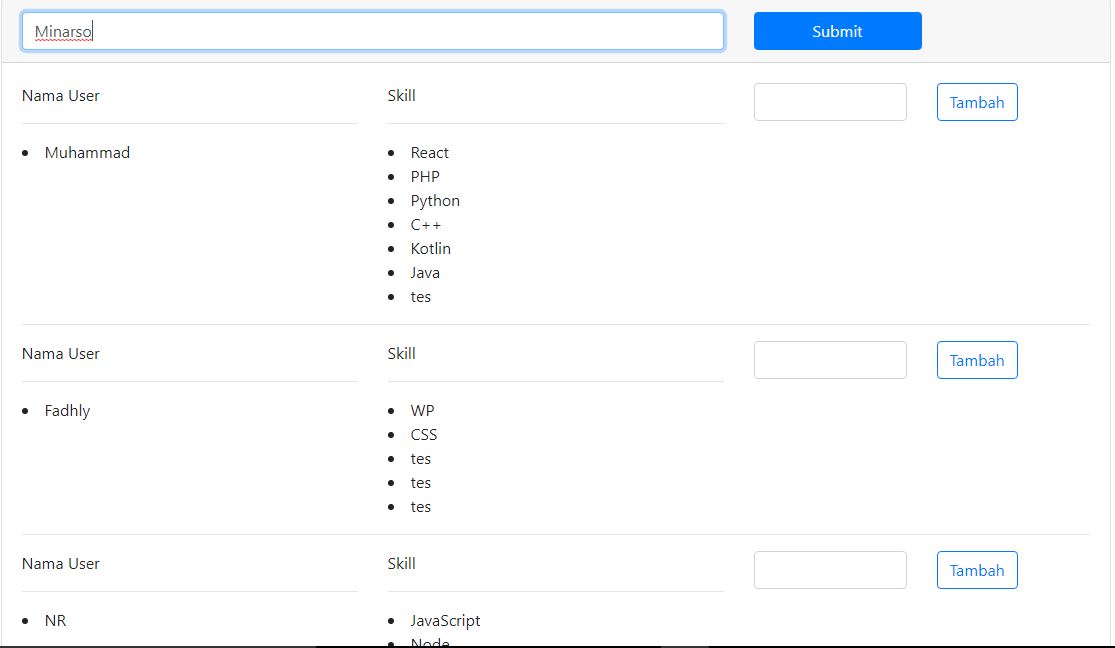 Minarso Submit
Nama User Skill Tambah
Muhammad React
PHP
Python
C++
Kotlin
Java
tes
Nama User Skill Tambah
Fadhly WP
CSS
tes
tes
tes
Nama User Skill Tambah
NR JavaScript
Node